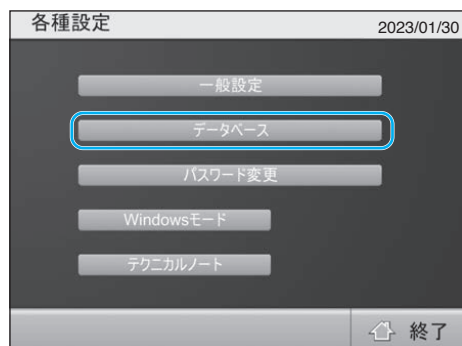 各種設定
2023/01/30
一般設定
データベース
パスワード変更
Windowsモード
テクニカルノート
終了